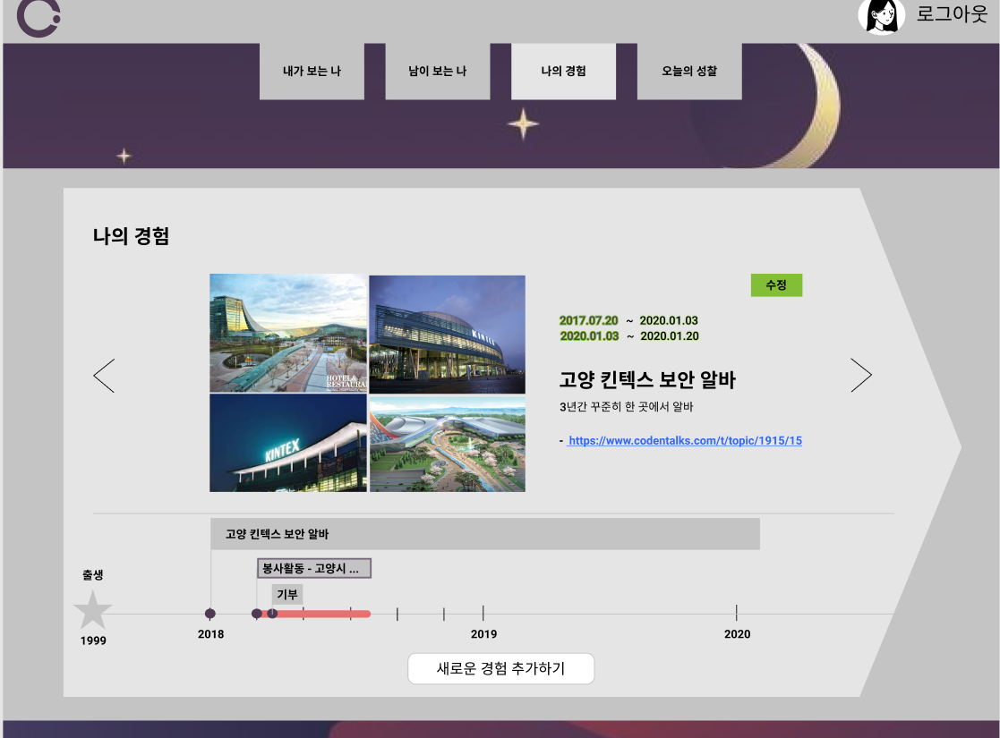 로그아웃
내가 보는 나
남이 보는 나
나의 경험
오늘의 성찰
나의 경험
수정
2017.07.20 ~ 2020.01.03
2020.01.03 ~ 2020.01.20
고양 킨텍스 보안 알바
3년간 꾸준히 한 곳에서 알바
- https://www.codentalks.com/t/topic/1915/15
KINTEX
HOTEL&
RESTAURA
KINTEX
고양 킨텍스 보안 알바
봉사활동 - 고양시 ...
출생
기부
1999
2018
2019
2020
새로운 경험 추가하기